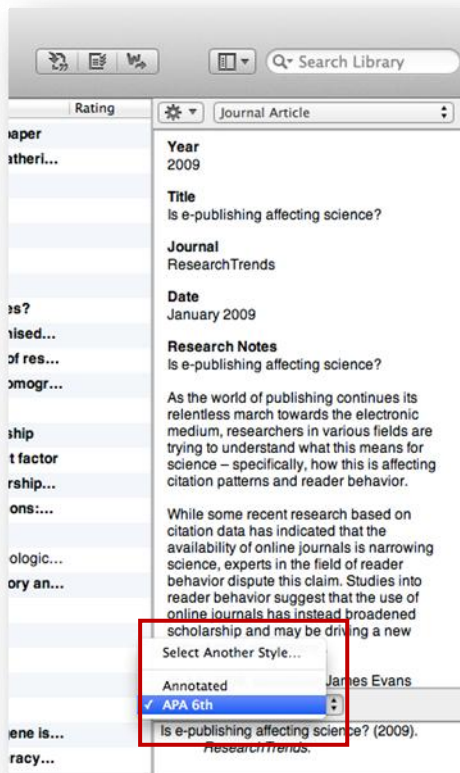 Search Library
Rating
Journal Article
aper
atheri...
es?
nised...
of res...
omogr...
ship
t factor
rship...
ons:...
ologic...
ory an...
ene is...
racy...
Year
2009
Title
Is e-publishing affecting science?
Journal
ResearchTrends
Date
January 2009
Research Notes
Is e-publishing affecting science?
As the world of publishing continues its
relentless march towards the electronic
medium, researchers in various fields are
trying to understand what this means for
science – specifically, how this is affecting
citation patterns and reader behavior.
While some recent research based on
citation data has indicated that the
availability of online journals is narrowing
science, experts in the field of reader
behavior dispute this claim. Studies into
reader behavior suggest that the use of
online journals has instead broadened
scholarship and may be driving a new
James Evans
Select Another Style...
Annotated
✓ APA 6th
Is e-publishing affecting science? (2009).
ResearchTrends.